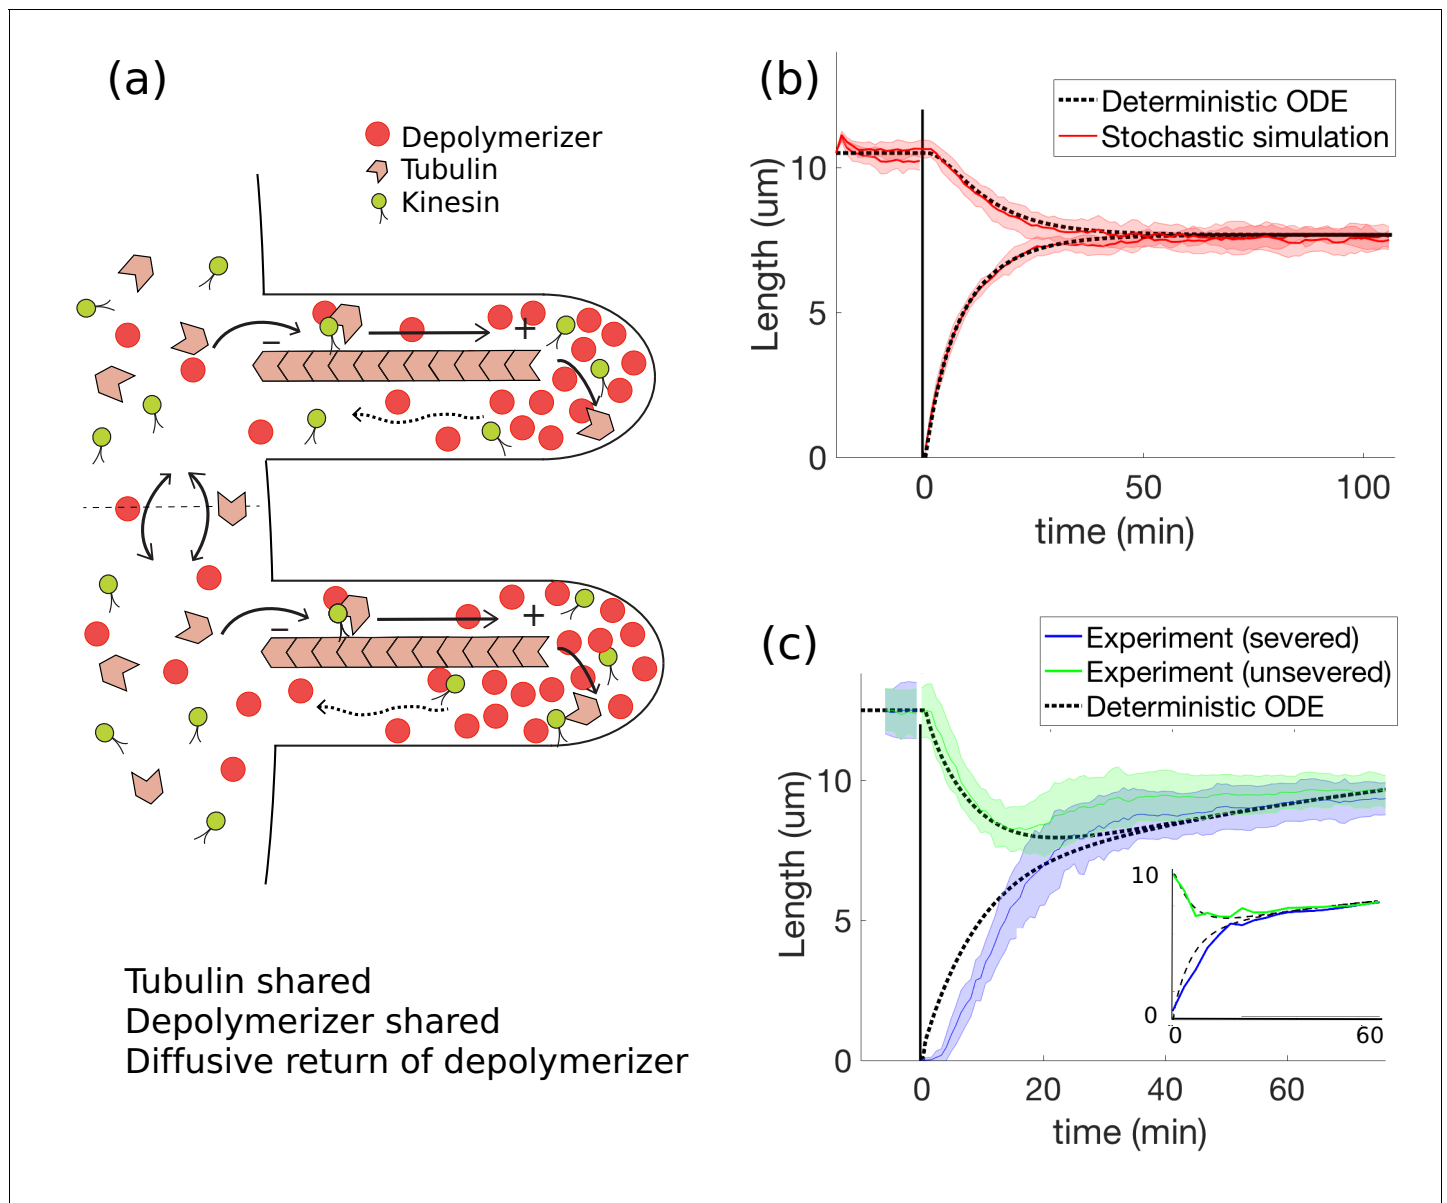 (a)
Depolymerizer
Tubulin
Kinesin
− +
− +
Tubulin shared
Depolymerizer shared
Diffusive return of depolymerizer
(b)
Deterministic ODE
Stochastic simulation
Length (um)
10
5
0
0 50 100
time (min)
(c)
Experiment (severed)
Experiment (unsevered)
Deterministic ODE
Length (um)
10
5
0
0 20 40 60
time (min)
10
0
0 60